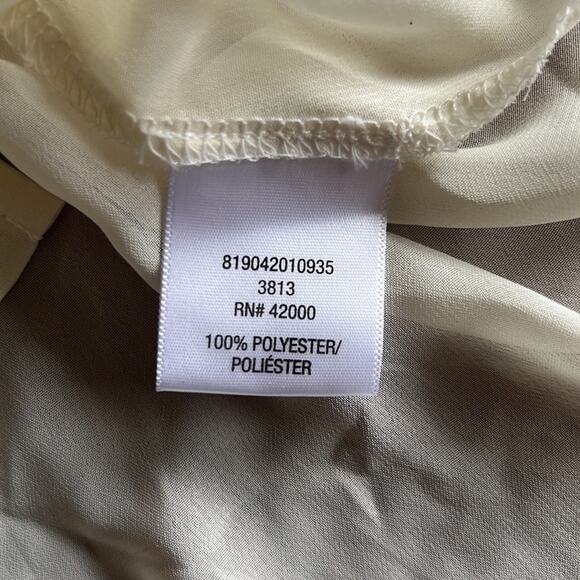 819042010935
3813
RN# 42000
100% POLYESTER/
POLIÉSTER